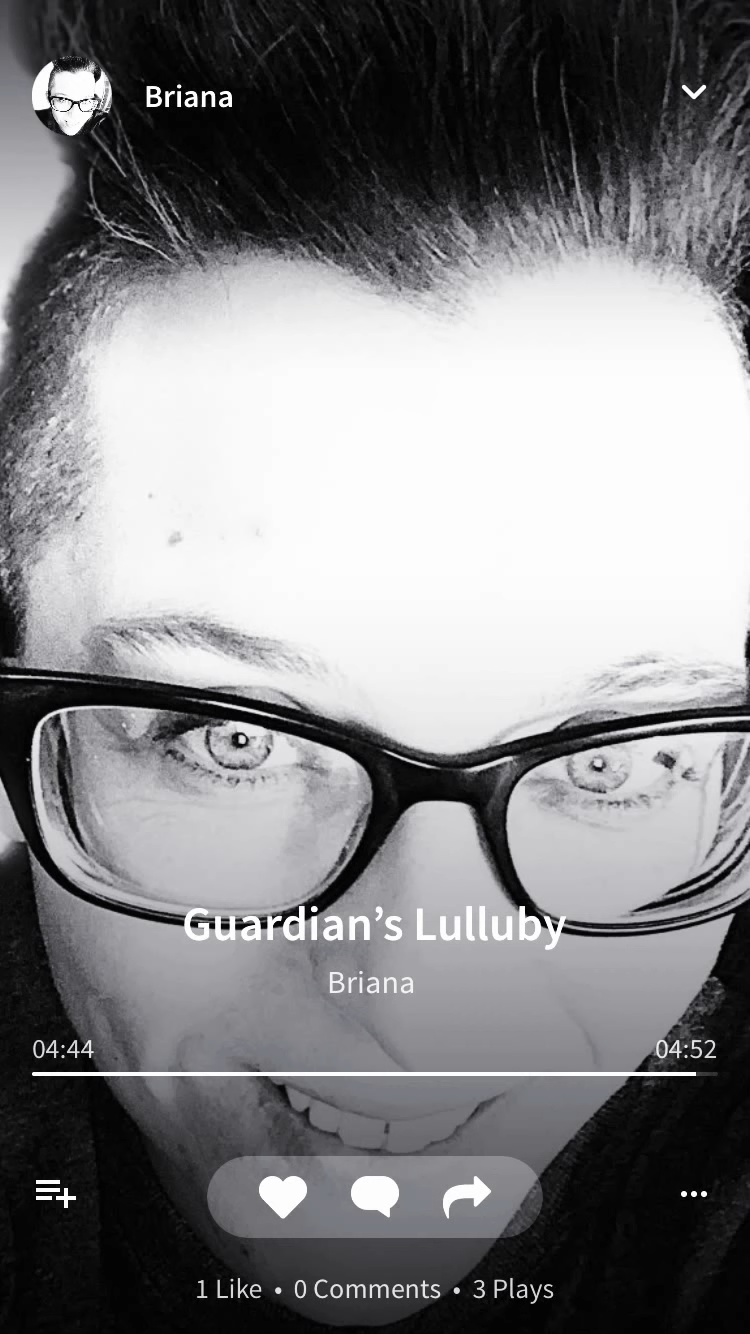 Briana
Guardian’s Lulluby
Briana
04:44 04:52
1 Like • 0 Comments • 3 Plays